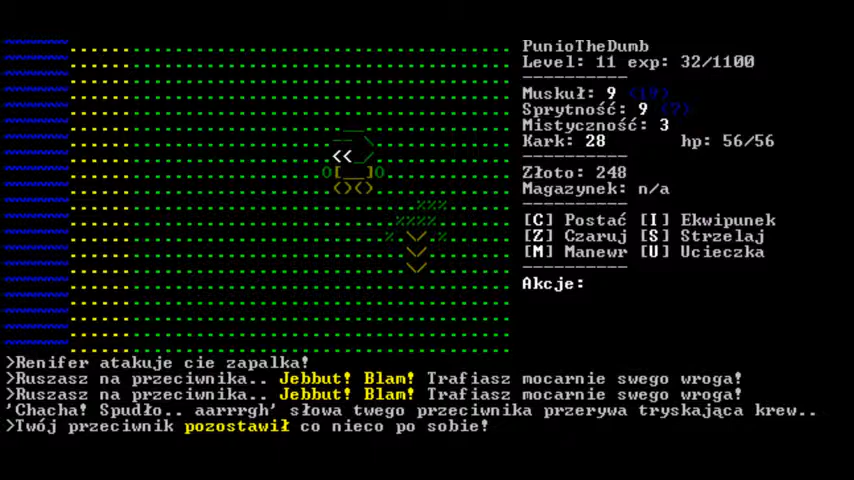 PunioTheDumb
Level: 11 exp: 32/1100
----------
Muskuł: 9 (19)
Sprytność: 9 (7)
Mistyczność: 3
Kark: 28 hp: 56/56
----------
Złoto: 248
Magazynek: n/a
----------
[C] Postać [I] Ekwipunek
[Z] Czaruj [S] Strzelaj
[M] Manewr [U] Ucieczka
----------
Akcje:
>Renifer atakuje cie zapalka!
>Ruszasz na przeciwnika.. Jebbut! Blam! Trafiasz mocarnie swego wroga!
>Ruszasz na przeciwnika.. Jebbut! Blam! Trafiasz mocarnie swego wroga!
'Chacha! Spudło.. aarrrgh' słowa twego przeciwnika przerywa tryskająca krew..
>Twój przeciwnik pozostawił co nieco po sobie!